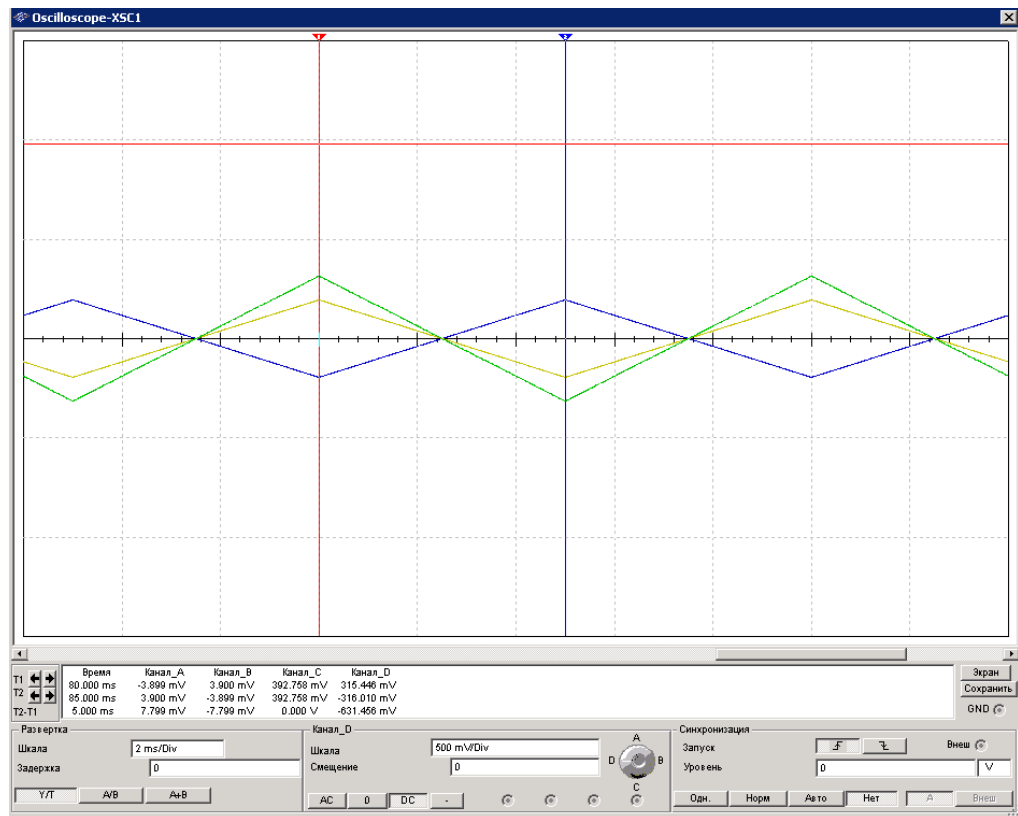 Oscilloscope-XSC1
1 2
T1
T2
T2-T1
Время Канал_A Канал_B Канал_C Канал_D
80.000 ms -3.899 mV 3.900 mV 392.758 mV 315.446 mV
85.000 ms 3.900 mV -3.899 mV 392.758 mV -316.010 mV
5.000 ms 7.799 mV -7.799 mV 0.000 V -631.456 mV
Экран
Сохранить
GND
Развертка
Шкала 2 ms/Div
Задержка 0
Y/T A/B A+B
Канал_D
Шкала 500 mV/Div
Смещение 0
A
D B
C
AC 0 DC -
Синхронизация
Запуск Внеш
Уровень 0 V
Одн. Норм Авто Нет A Внеш